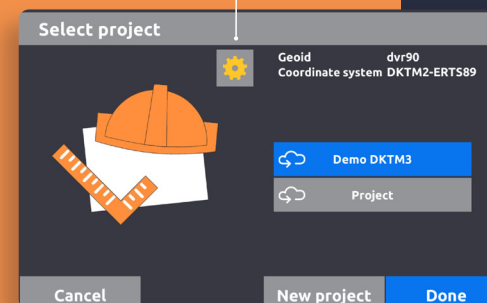 Select project
Geoid dvr90
Coordinate system DKTM2-ERTS89
Demo DKTM3
Project
Cancel
New project
Done